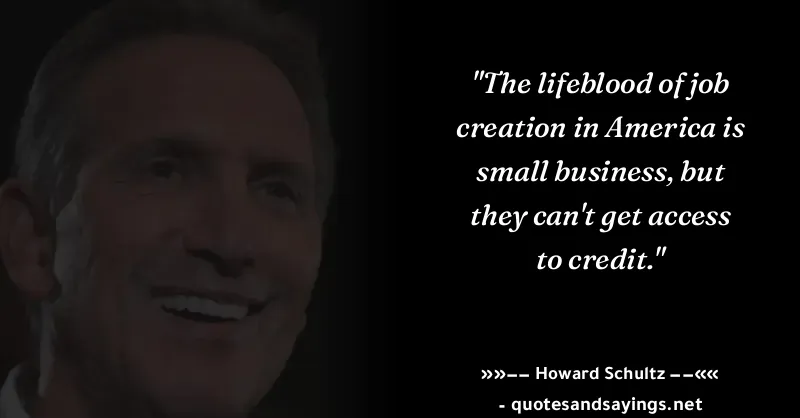 "The lifeblood of job
creation in America is
small business, but
they can't get access
to credit."
»»−− Howard Schultz −−««
- quotesandsayings.net